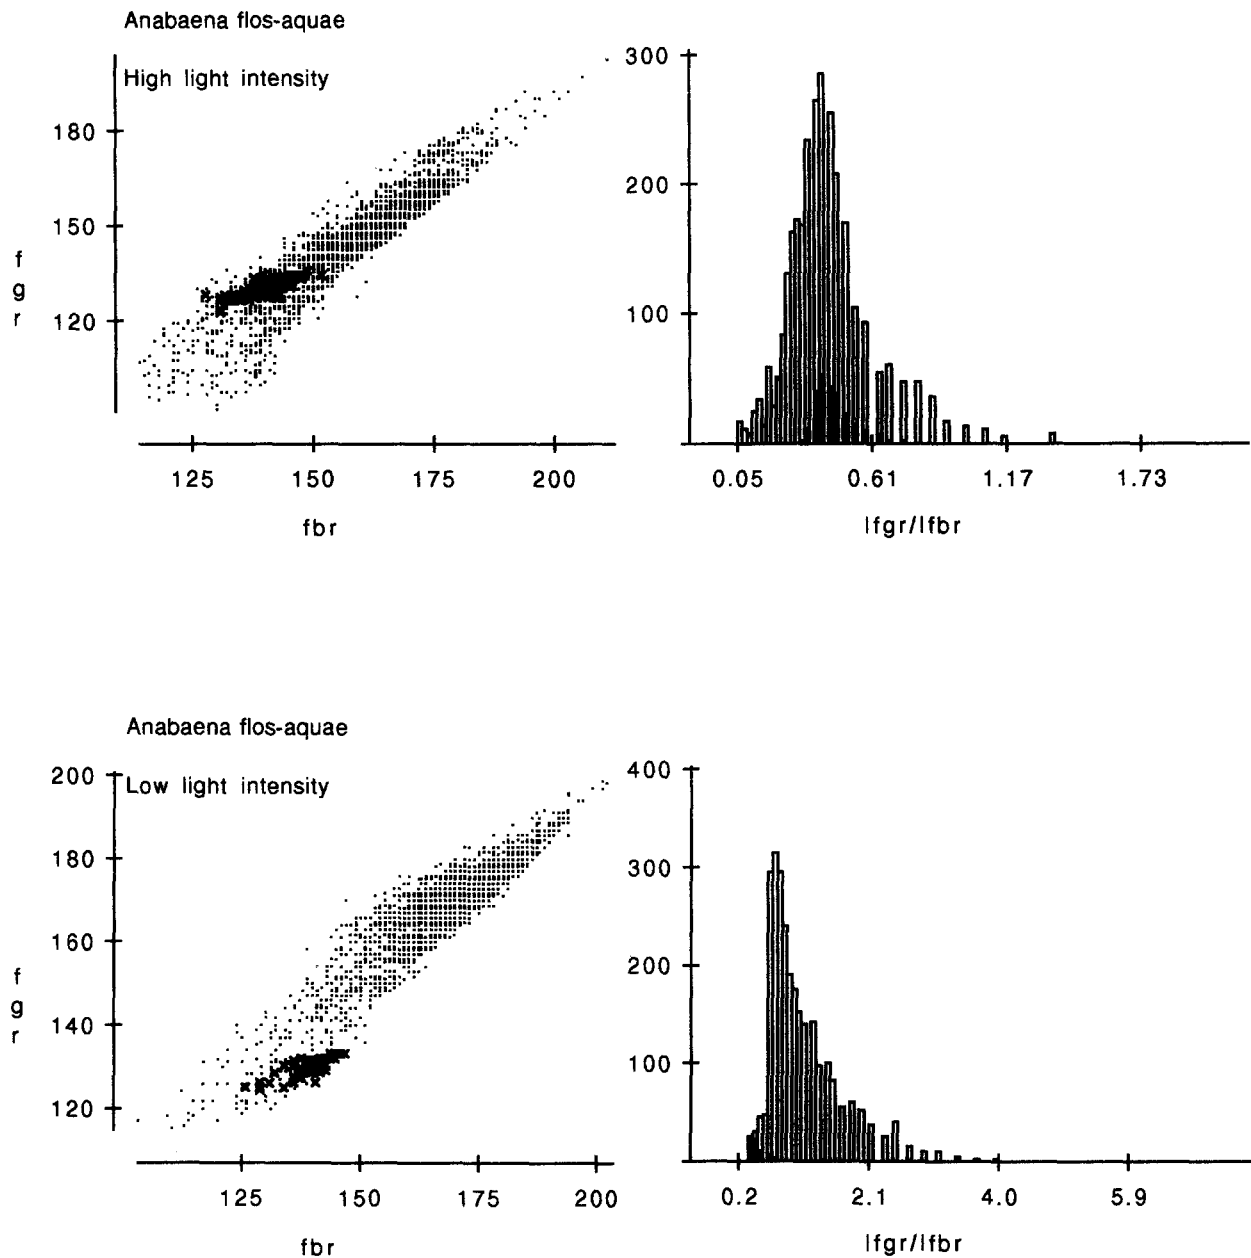 Anabaena flos-aquae
High light intensity
180
150
120
f
g
r
125 150 175 200
fbr
300
200
100
0.05 0.61 1.17 1.73
lfgr/lfbr
Anabaena flos-aquae
Low light intensity
200
180
160
140
120
f
g
r
125 150 175 200
fbr
400
300
200
100
0.2 2.1 4.0 5.9
lfgr/lfbr